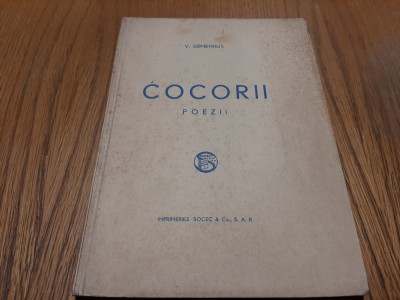 V. DEMETRIUS
COCORII
POEZII
IMPRIMERIILE SOCEC & Co., S. A. R.